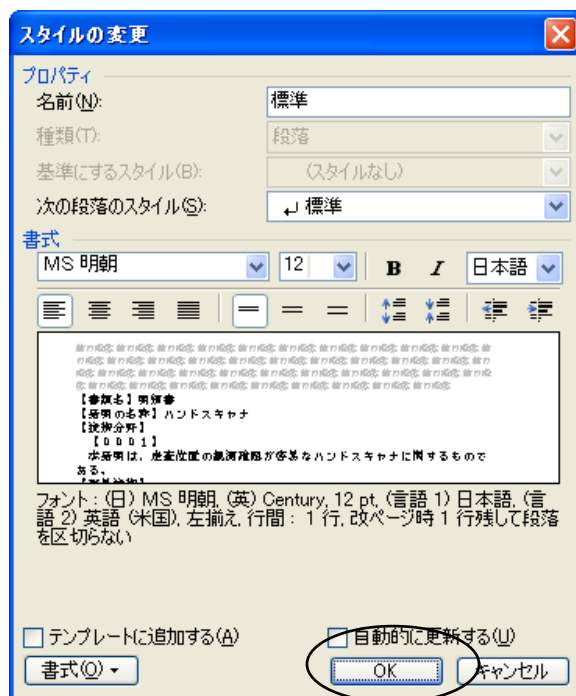 スタイルの変更
プロパティ
名前(N): 標準
種類(T): 段落
基準にするスタイル(B): (スタイルなし)
次の段落のスタイル(S): ↵ 標準
書式
MS 明朝 12 B I 日本語
【書類名】明細書
【発明の名称】ハンドスキャナ
【技術分野】
【０００１】
本発明は、走査位置の観測確認が容易なハンドスキャナに関するもので
ある。
フォント : (日) MS 明朝, (英) Century, 12 pt, (言語 1) 日本語, (言
語 2) 英語 (米国), 左揃え, 行間 : 1 行, 改ページ時 1 行残して段落
を区切らない
テンプレートに追加する(A) 自動的に更新する(U)
書式(O) OK キャンセル